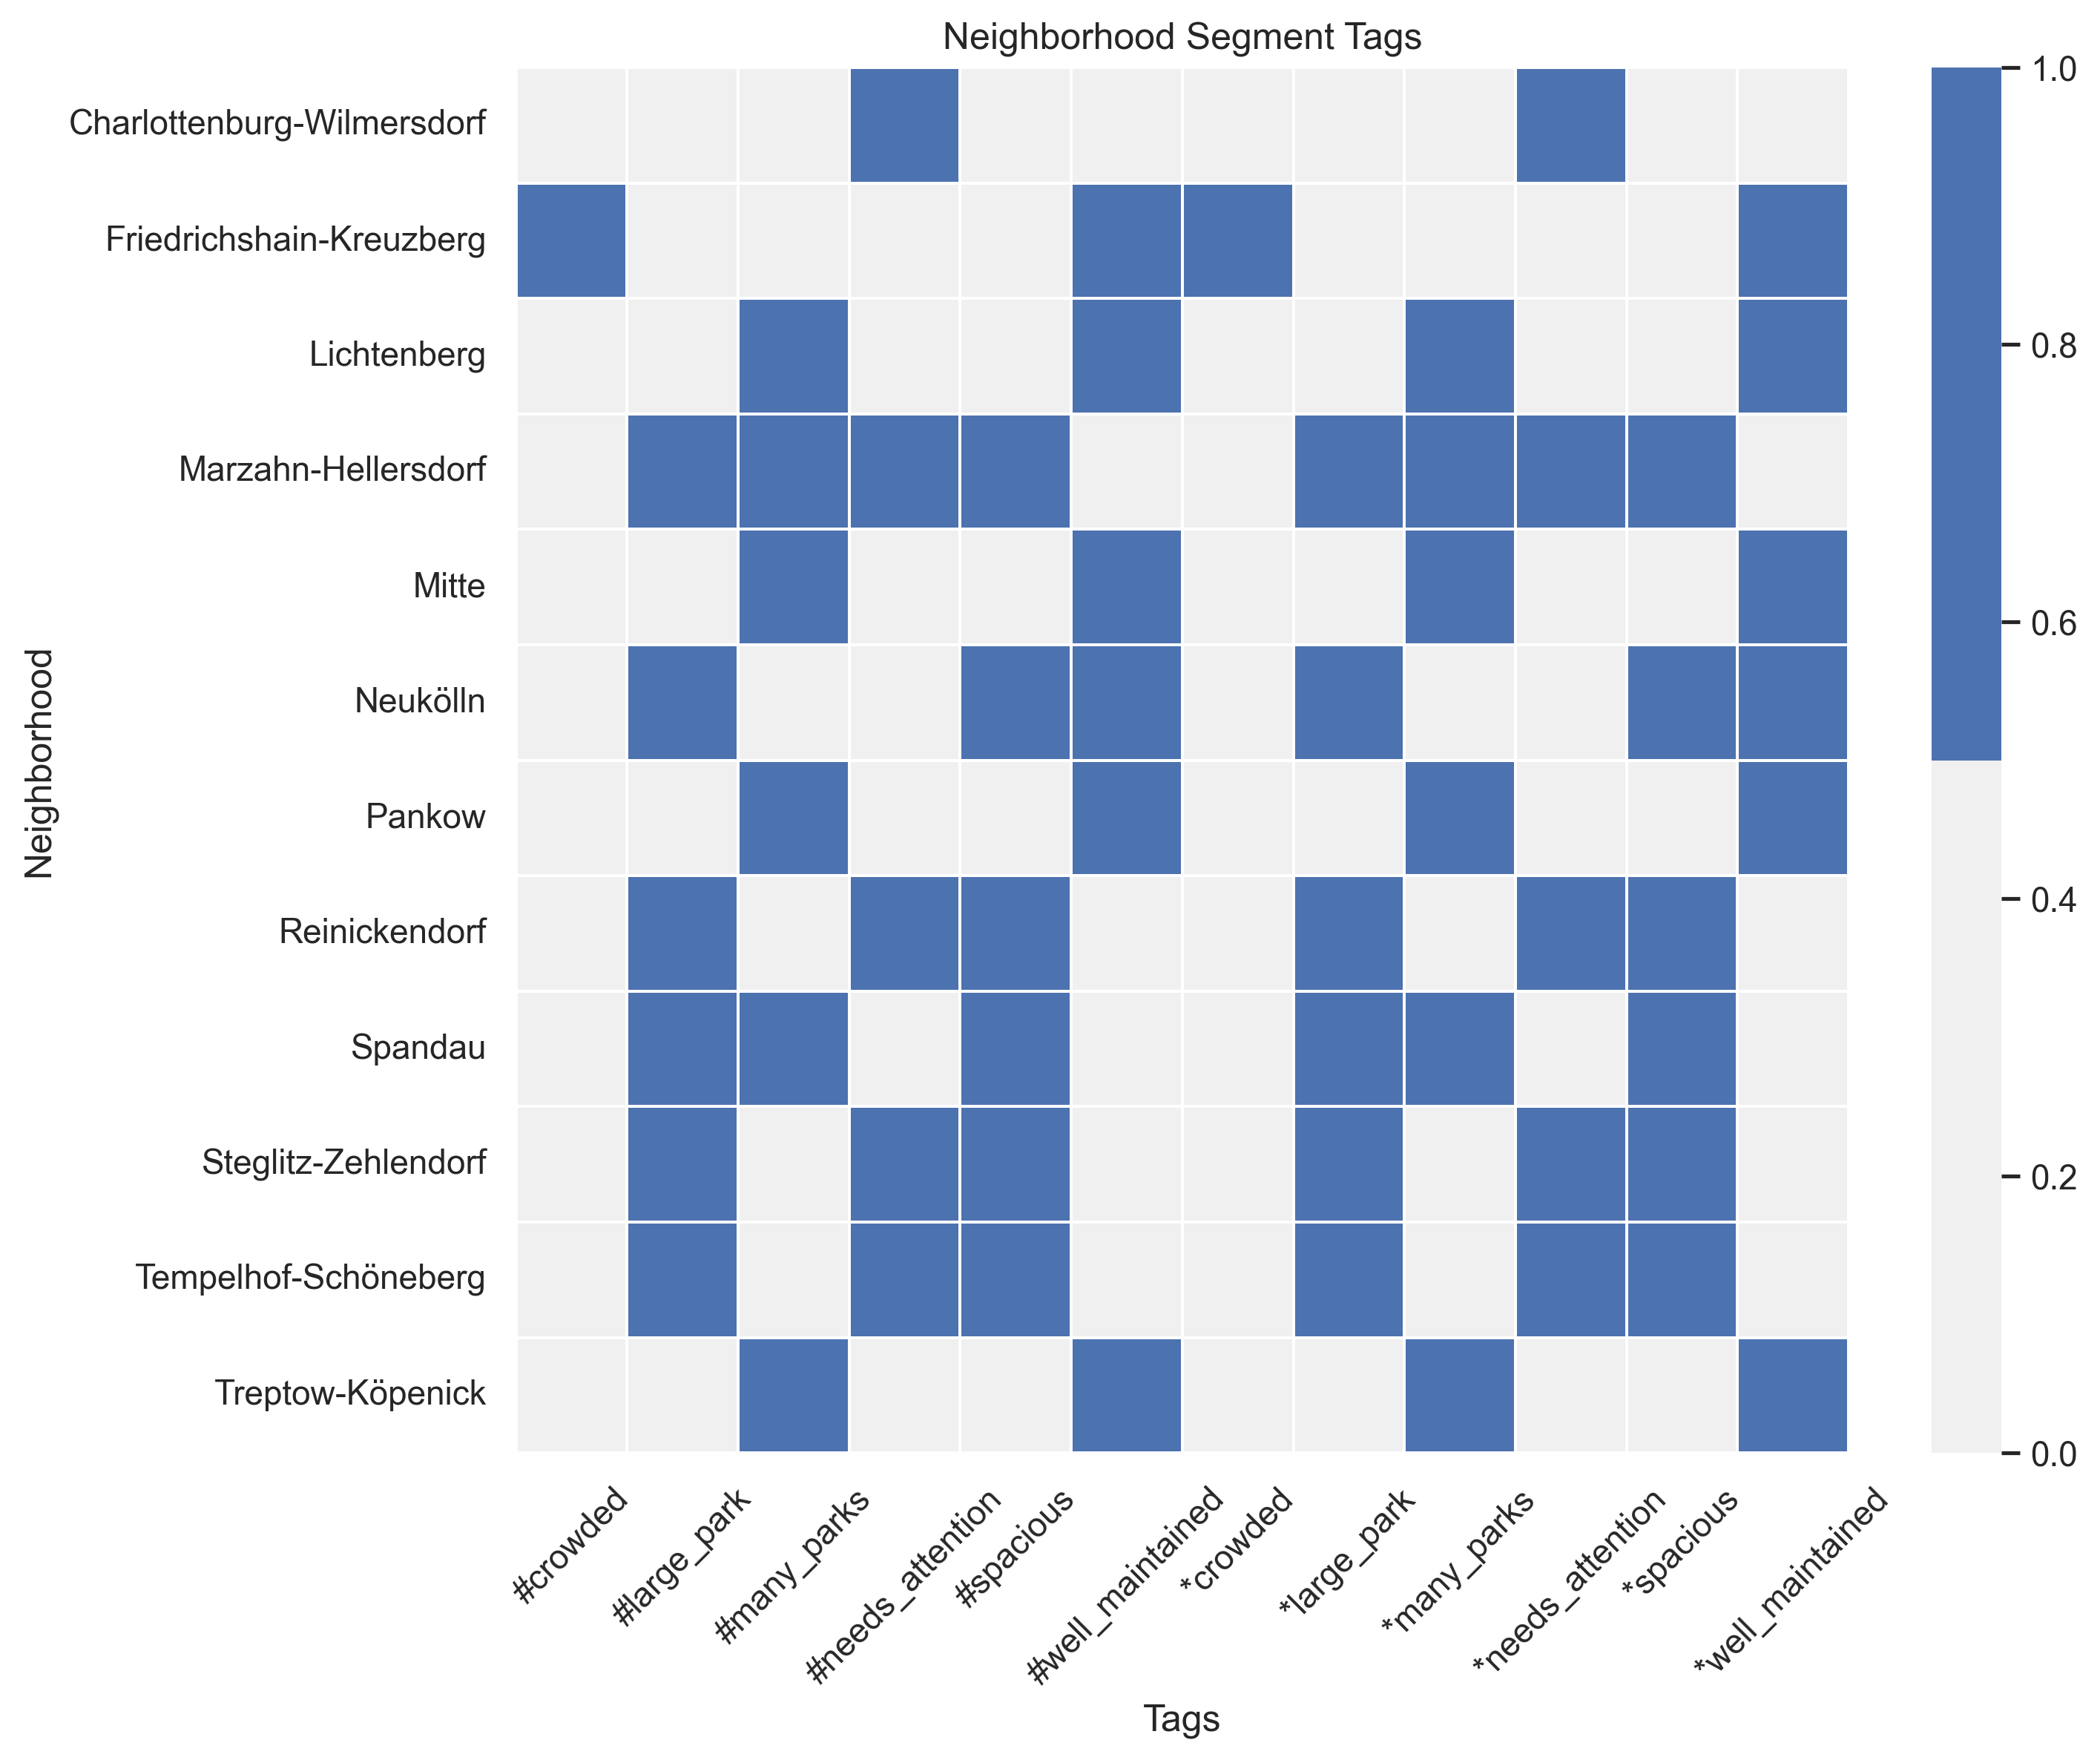 Neighborhood Segment Tags
Neighborhood
Charlottenburg-Wilmersdorf
Friedrichshain-Kreuzberg
Lichtenberg
Marzahn-Hellersdorf
Mitte
Neukölln
Pankow
Reinickendorf
Spandau
Steglitz-Zehlendorf
Tempelhof-Schöneberg
Treptow-Köpenick
#crowded
#large_park
#many_parks
#needs_attention
#spacious
#well_maintained
*crowded
*large_park
*many_parks
*needs_attention
*spacious
*well_maintained
Tags
1.0
0.8
0.6
0.4
0.2
0.0